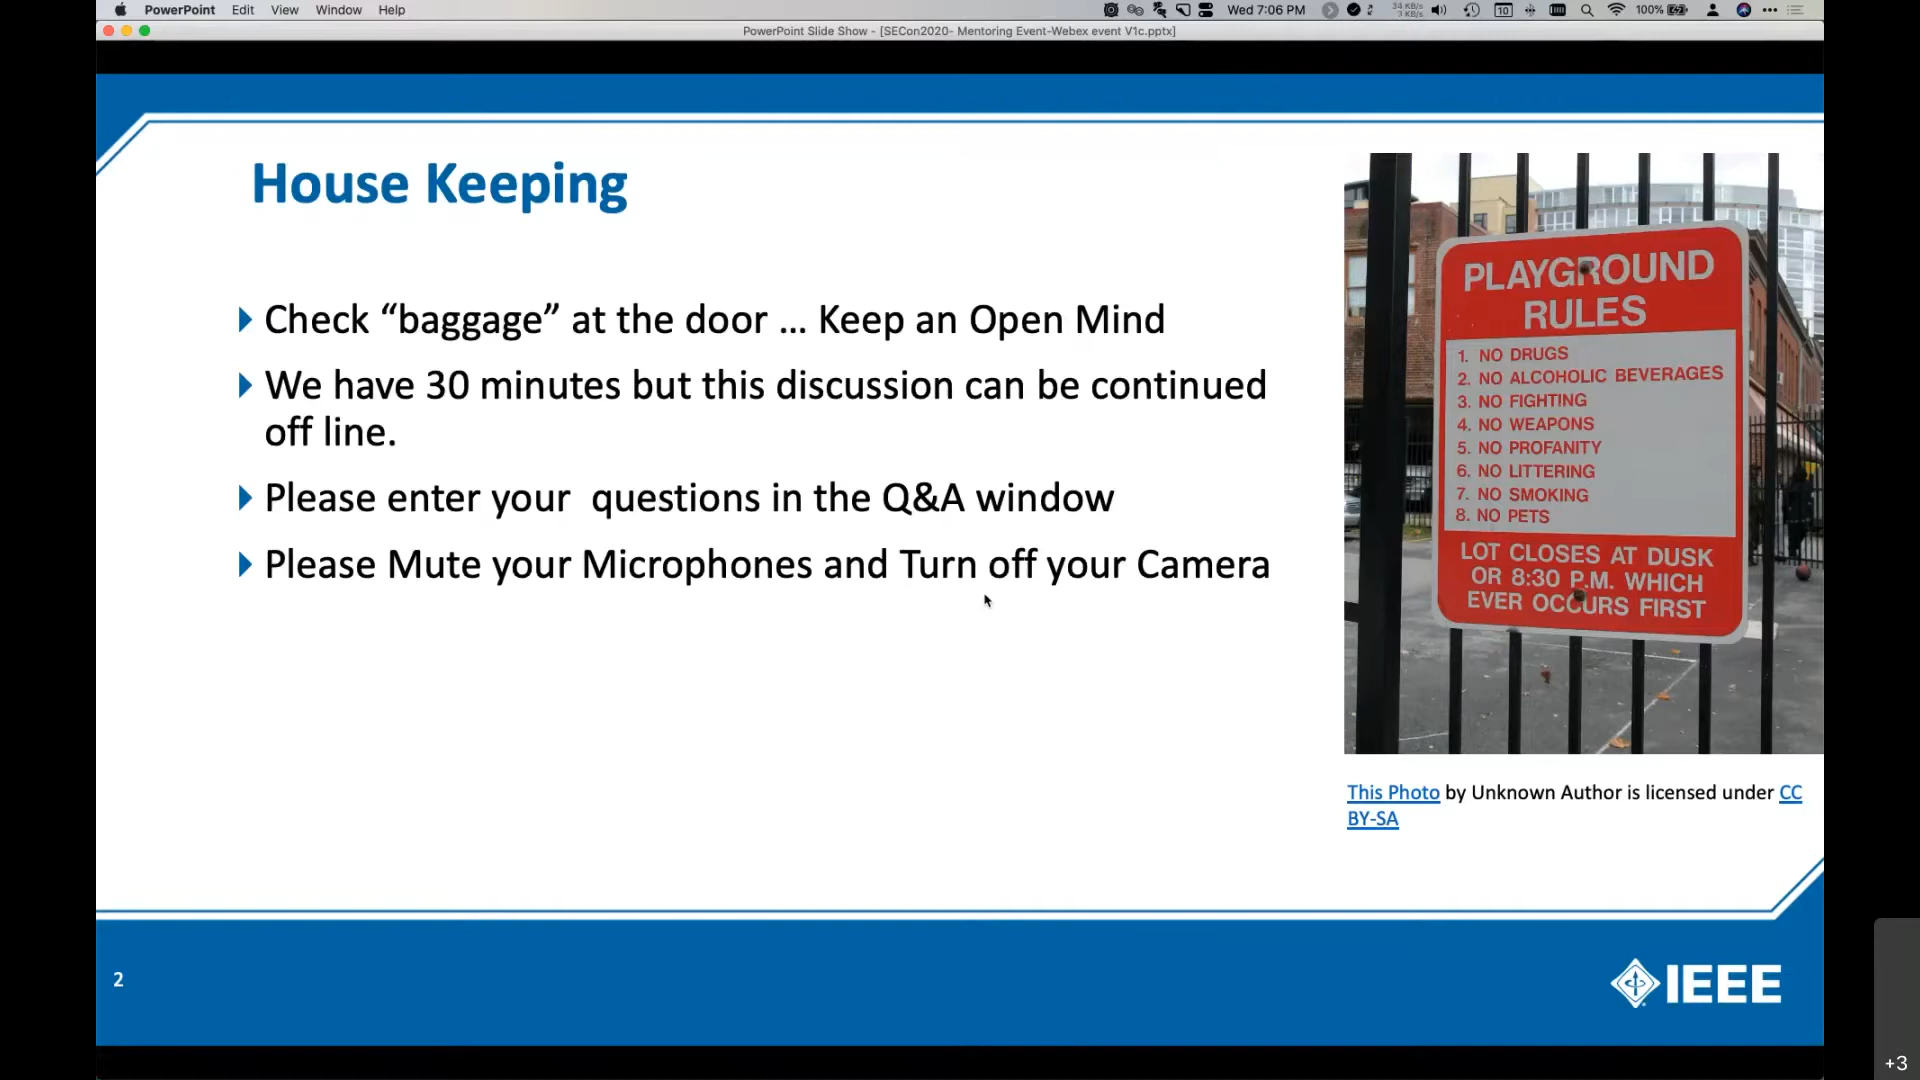 PowerPoint Edit View Window Help
34 KB/s
3 KB/s
10
Wed 7:06 PM
100%
PowerPoint Slide Show - [SECon2020- Mentoring Event-Webex event V1c.pptx]
House Keeping
Check “baggage” at the door ... Keep an Open Mind
We have 30 minutes but this discussion can be continued
off line.
Please enter your  questions in the Q&A window
Please Mute your Microphones and Turn off your Camera
PLAYGROUND
RULES
1. NO DRUGS
2. NO ALCOHOLIC BEVERAGES
3. NO FIGHTING
4. NO WEAPONS
5. NO PROFANITY
6. NO LITTERING
7. NO SMOKING
8. NO PETS
LOT CLOSES AT DUSK
OR 8:30 P.M. WHICH
EVER OCCURS FIRST
This Photo by Unknown Author is licensed under CC
BY-SA
2
IEEE
+3